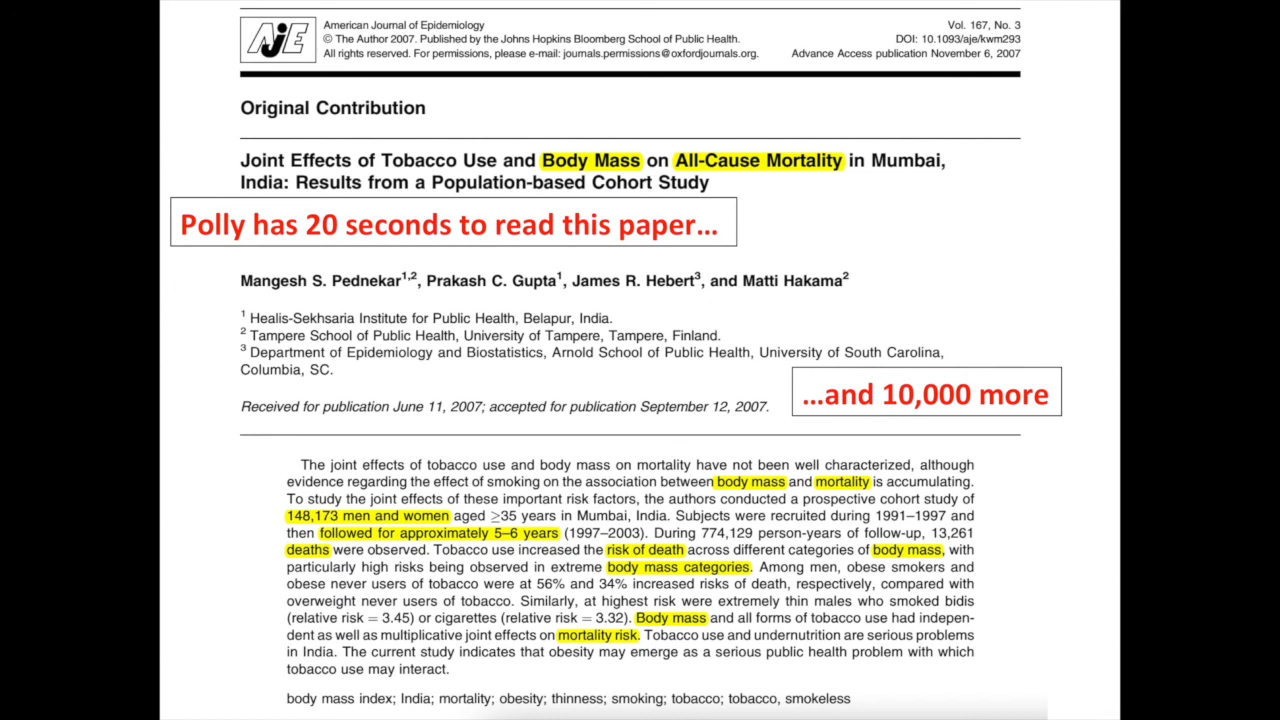 AJE
American Journal of Epidemiology
© The Author 2007. Published by the Johns Hopkins Bloomberg School of Public Health.
All rights reserved. For permissions, please e-mail: journals.permissions@oxfordjournals.org.
Vol. 167, No. 3
DOI: 10.1093/aje/kwm293
Advance Access publication November 6, 2007
Original Contribution
Joint Effects of Tobacco Use and Body Mass on All-Cause Mortality in Mumbai,
India: Results from a Population-based Cohort Study
Polly has 20 seconds to read this paper...
Mangesh S. Pednekar1,2, Prakash C. Gupta1, James R. Hebert3, and Matti Hakama2
1 Healis-Sekhsaria Institute for Public Health, Belapur, India.
2 Tampere School of Public Health, University of Tampere, Tampere, Finland.
3 Department of Epidemiology and Biostatistics, Arnold School of Public Health, University of South Carolina,
Columbia, SC.
...and 10,000 more
Received for publication June 11, 2007; accepted for publication September 12, 2007.
The joint effects of tobacco use and body mass on mortality have not been well characterized, although
evidence regarding the effect of smoking on the association between body mass and mortality is accumulating.
To study the joint effects of these important risk factors, the authors conducted a prospective cohort study of
148,173 men and women aged ≥35 years in Mumbai, India. Subjects were recruited during 1991–1997 and
then followed for approximately 5–6 years (1997–2003). During 774,129 person-years of follow-up, 13,261
deaths were observed. Tobacco use increased the risk of death across different categories of body mass, with
particularly high risks being observed in extreme body mass categories. Among men, obese smokers and
obese never users of tobacco were at 56% and 34% increased risks of death, respectively, compared with
overweight never users of tobacco. Similarly, at highest risk were extremely thin males who smoked bidis
(relative risk = 3.45) or cigarettes (relative risk = 3.32). Body mass and all forms of tobacco use had indepen-
dent as well as multiplicative joint effects on mortality risk. Tobacco use and undernutrition are serious problems
in India. The current study indicates that obesity may emerge as a serious public health problem with which
tobacco use may interact.
body mass index; India; mortality; obesity; thinness; smoking; tobacco; tobacco, smokeless